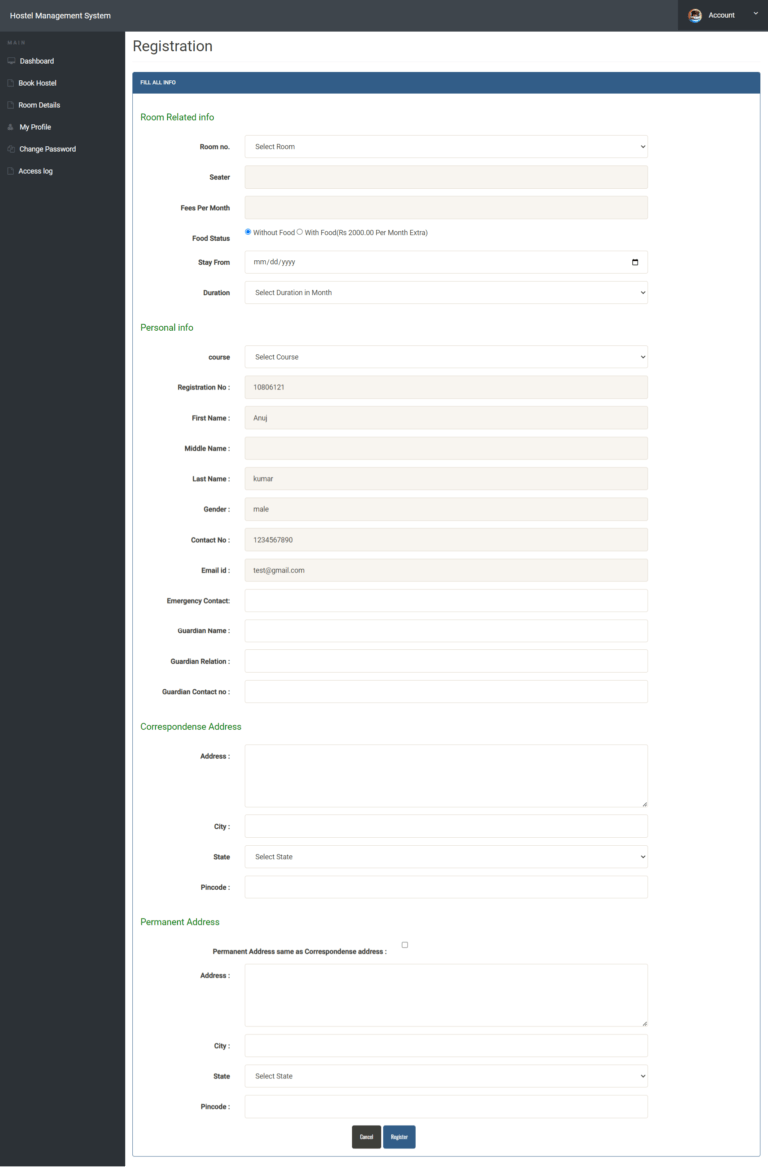 Hostel Management System
Account
MAIN
Dashboard
Book Hostel
Room Details
My Profile
Change Password
Access log
Registration
FILL ALL INFO
Room Related info
Room no. Select Room
Seater
Fees Per Month
Food Status Without Food With Food(Rs 2000.00 Per Month Extra)
Stay From mm/dd/yyyy
Duration Select Duration in Month
Personal info
course Select Course
Registration No : 10806121
First Name : Anuj
Middle Name :
Last Name : kumar
Gender : male
Contact No : 1234567890
Email id : test@gmail.com
Emergency Contact:
Guardian Name :
Guardian Relation :
Guardian Contact no :
Correspondense Address
Address :
City :
State Select State
Pincode :
Permanent Address
Permanent Address same as Correspondense address :
Address :
City :
State Select State
Pincode :
Cancel Register